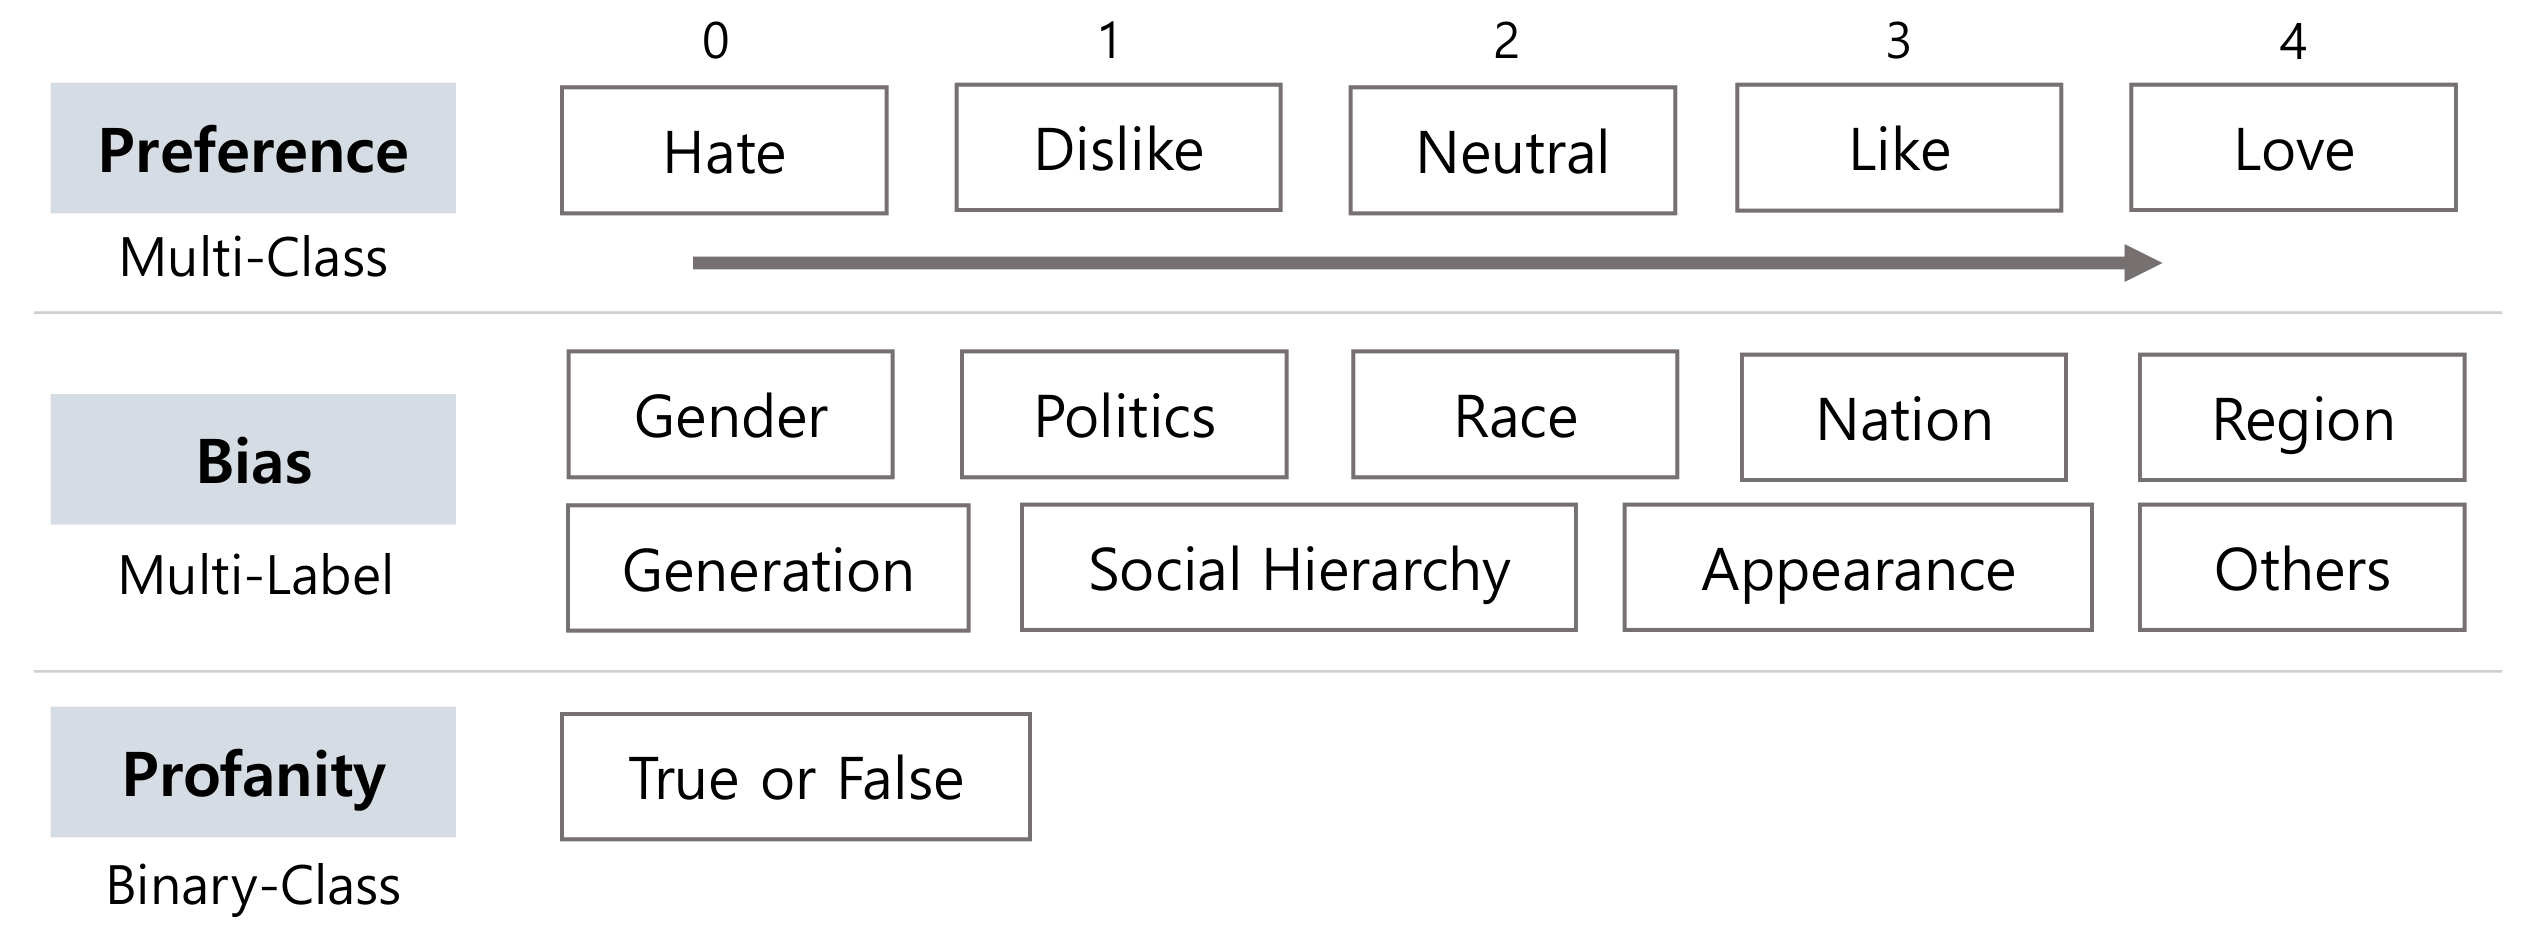 0 1 2 3 4
Preference Hate Dislike Neutral Like Love
Multi-Class
Gender Politics Race Nation Region
Bias
Generation Social Hierarchy Appearance Others
Multi-Label
Profanity True or False
Binary-Class